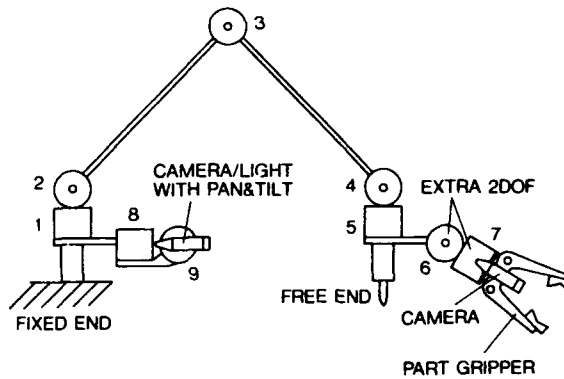 3
CAMERA/LIGHT
WITH PAN&TILT
2
4
EXTRA 2DOF
1
8
5
7
9
6
FREE END
CAMERA
FIXED END
PART GRIPPER